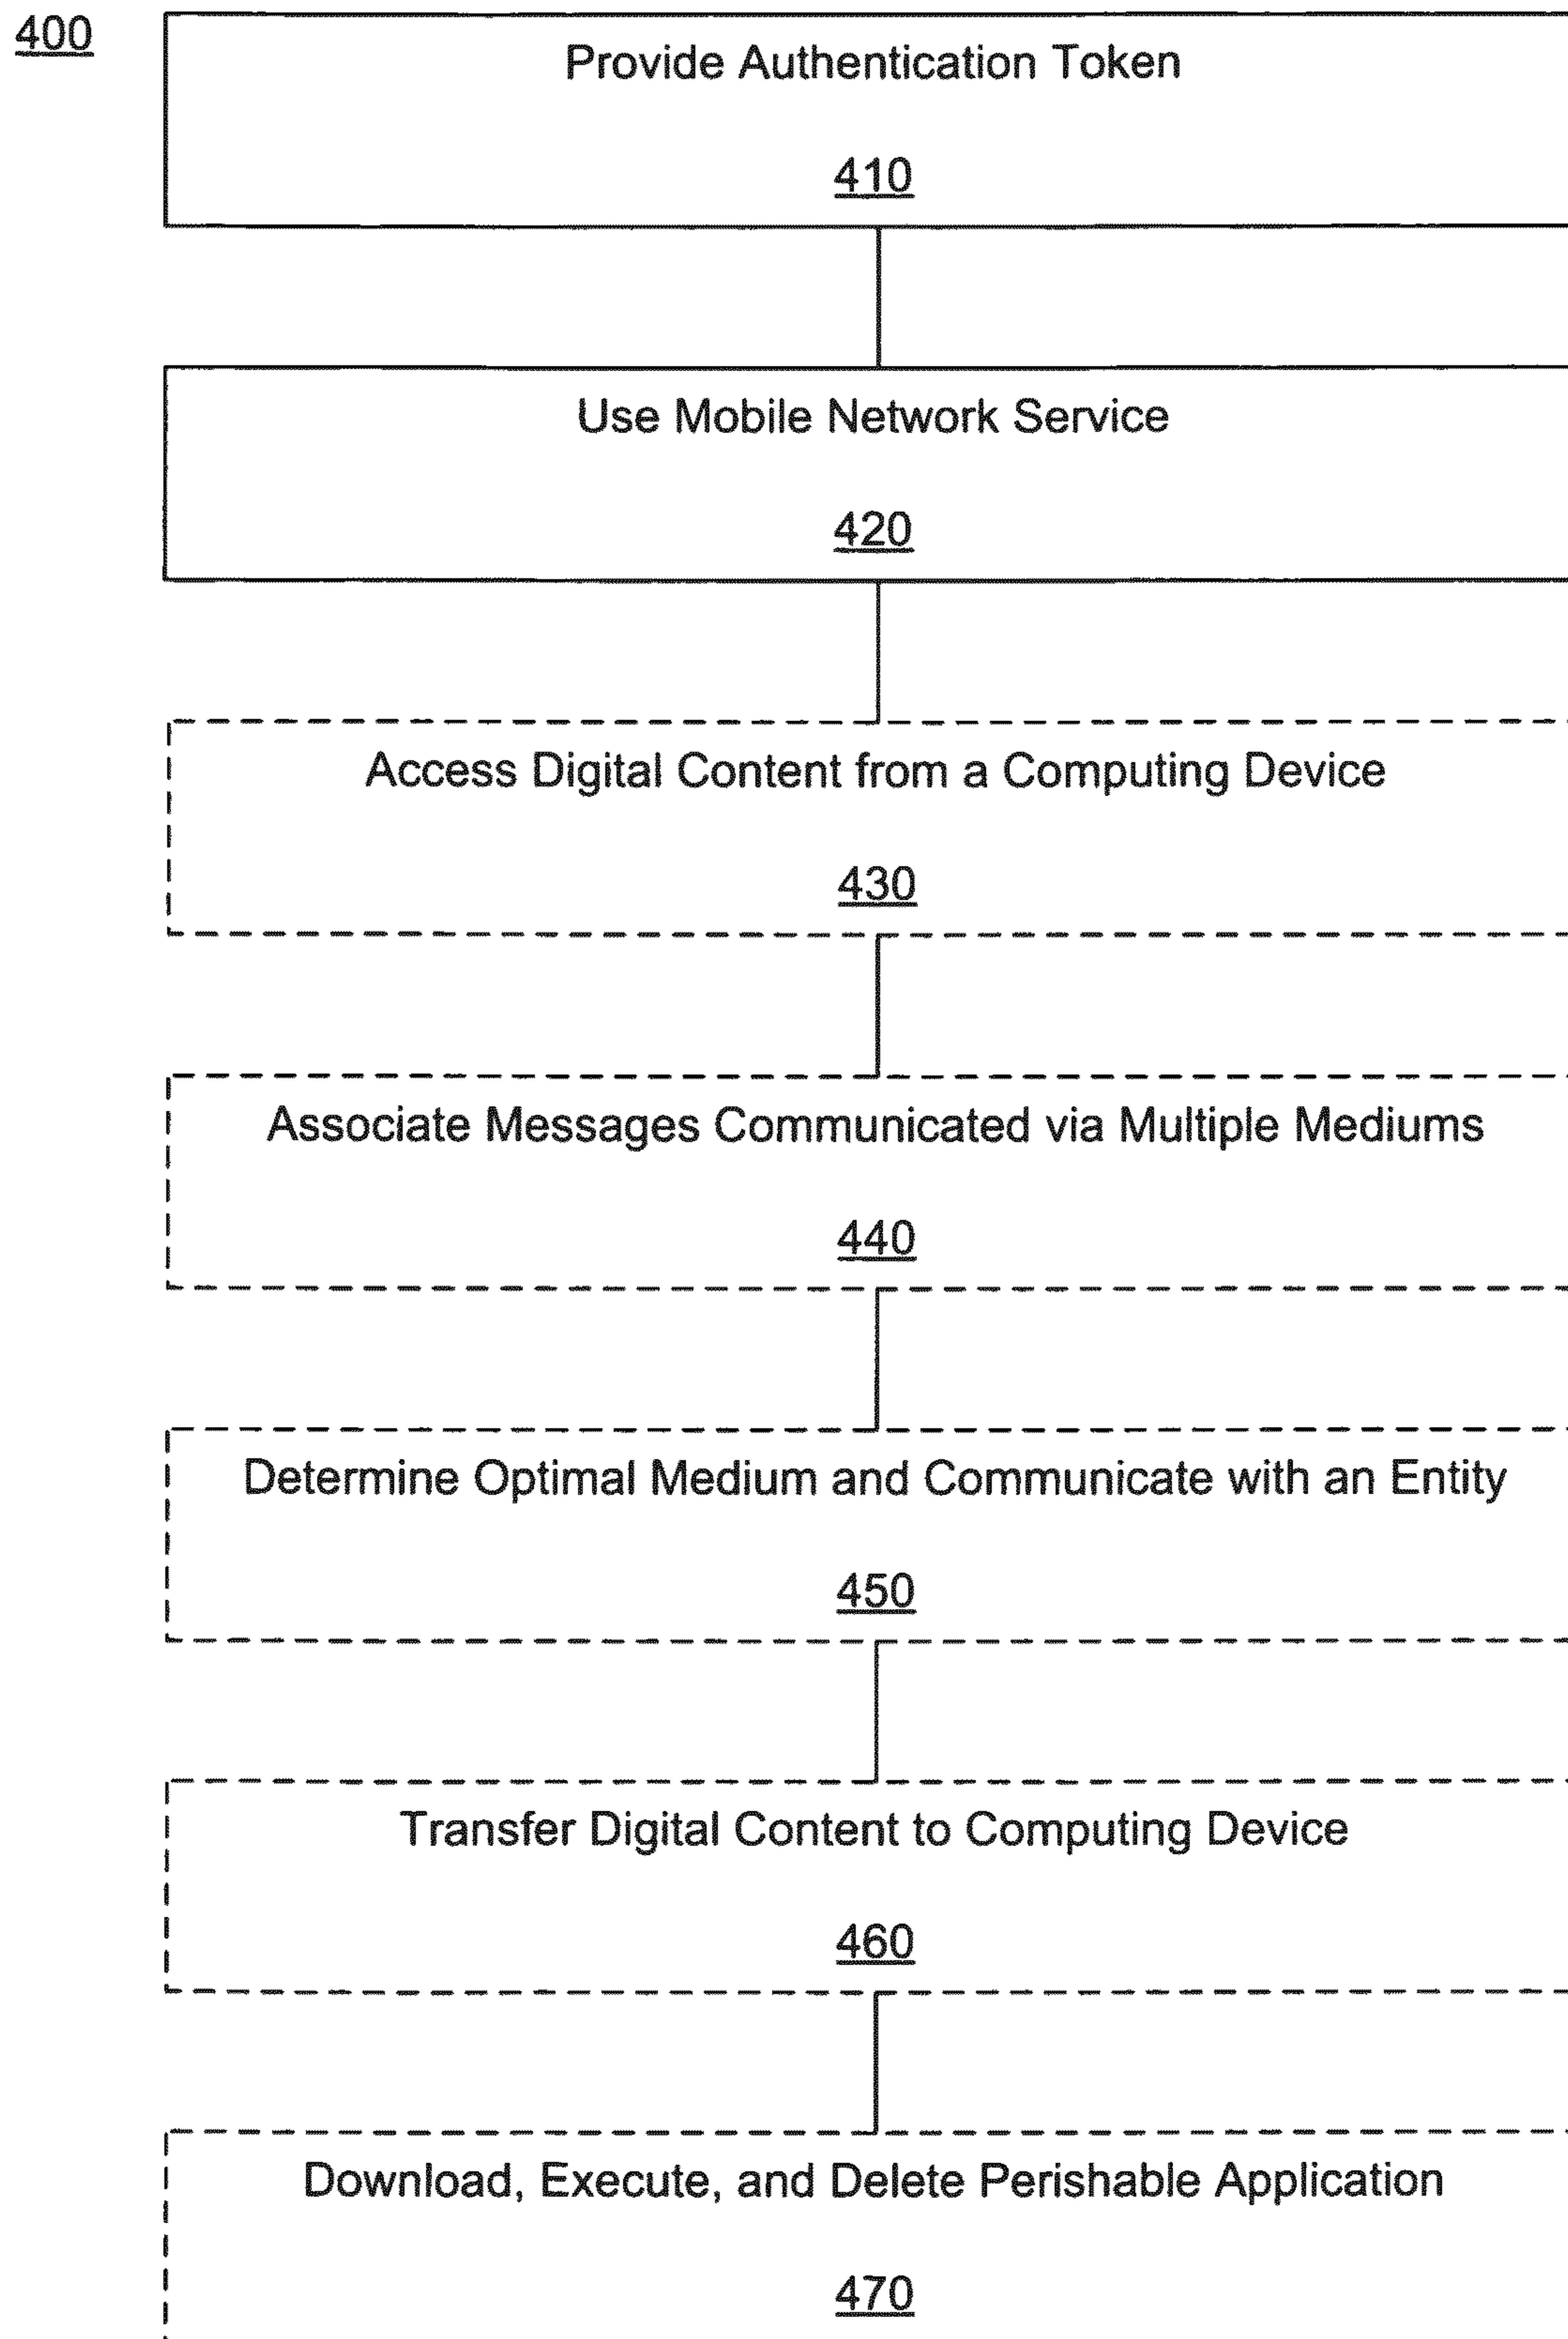 400
Provide Authentication Token
410
Use Mobile Network Service
420
Access Digital Content from a Computing Device
430
Associate Messages Communicated via Multiple Mediums
440
Determine Optimal Medium and Communicate with an Entity
450
Transfer Digital Content to Computing Device
460
Download, Execute, and Delete Perishable Application
470